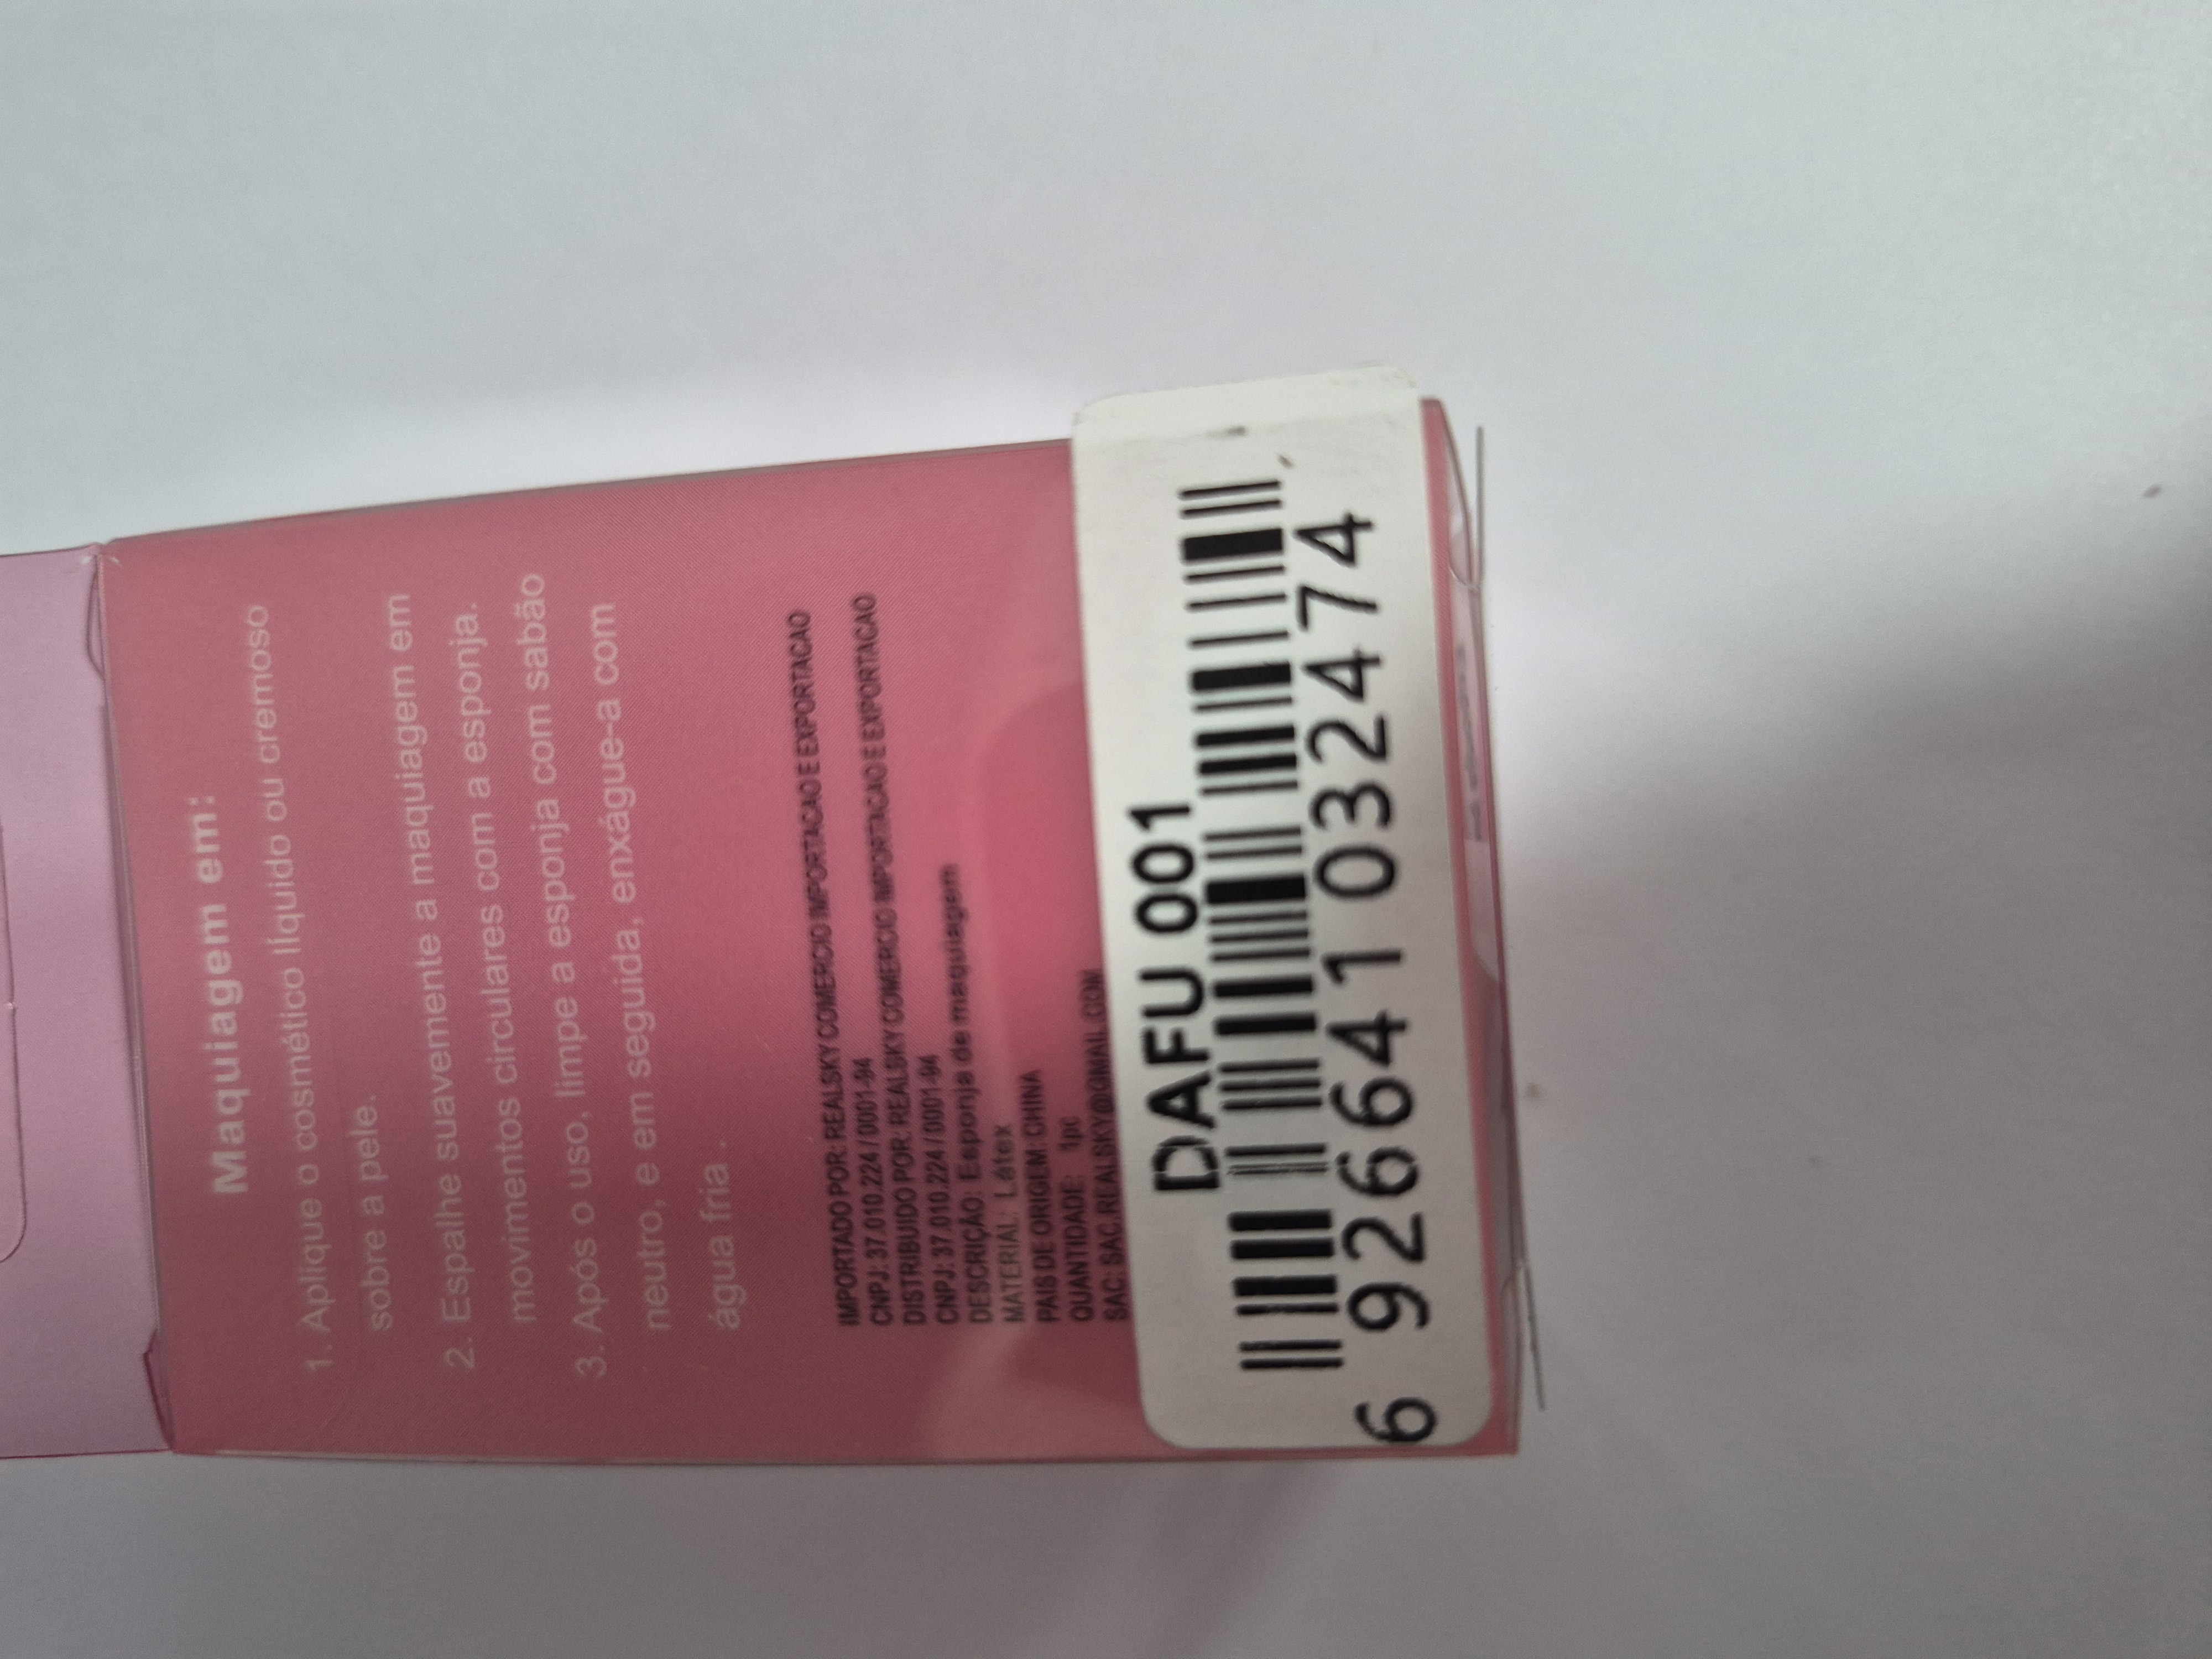 Maquiagem em:
1. Aplique o cosmético líquido ou cremoso
sobre a pele.
2. Espalhe suavemente a maquiagem em
movimentos circulares com a esponja.
3. Após o uso, limpe a esponja com sabão
neutro, e em seguida, enxágue-a com
água fria .
IMPORTADO POR: REALSKY COMERCIO IMPORTACAO E EXPORTACAO
CNPJ: 37.010.224 / 0001-94
DISTRIBUIDO POR: REALSKY COMERCIO IMPORTACAO E EXPORTACAO
CNPJ: 37.010.224 / 0001-94
DESCRIÇÃO: Esponja de maquiagem
MATERIAL: Látex
PAIS DE ORIGEM: CHINA
QUANTIDADE: 1pc
SAC: SAC.REALSKY@GMAIL.COM
DAFU 001
6 926641 032474